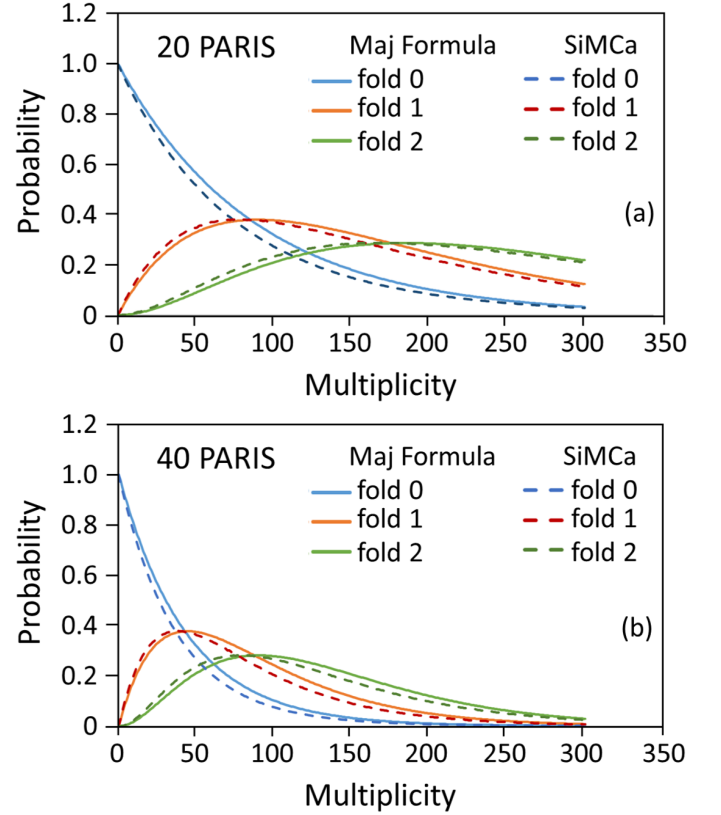 1.2
20 PARIS
Maj Formula
SiMCa
1.0
fold 0
fold 0
fold 1
fold 1
0.8
fold 2
fold 2
0.6
Probability
(a)
0.4
0.2
0
0 50 100 150 200 250 300 350
Multiplicity
1.2
40 PARIS
Maj Formula
SiMCa
1.0
fold 0
fold 0
fold 1
fold 1
0.8
fold 2
fold 2
0.6
Probability
(b)
0.4
0.2
0
0 50 100 150 200 250 300 350
Multiplicity